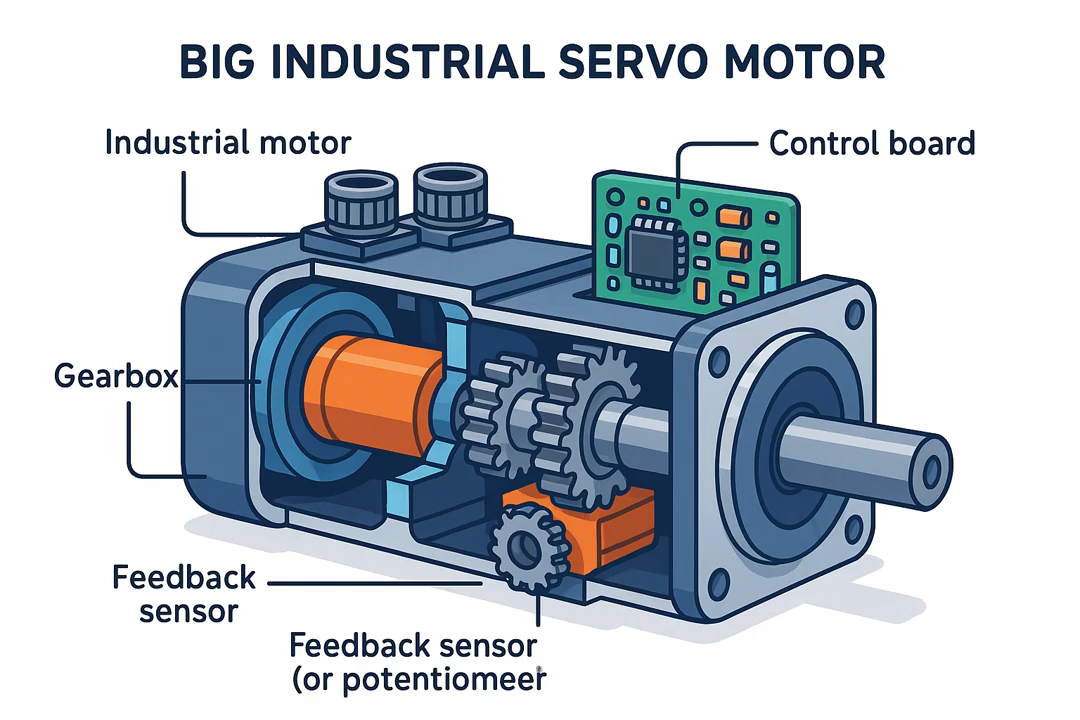 BIG INDUSTRIAL SERVO MOTOR
Industrial motor
Control board
Gearbox
Feedback
sensor
Feedback sensor
(or potentiomeer